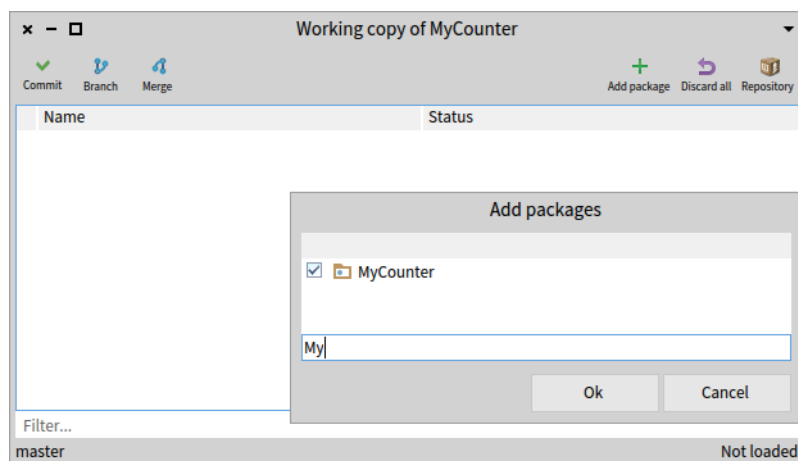 Working copy of MyCounter
Commit Branch Merge Add package Discard all Repository
Name Status
Add packages
MyCounter
My
Ok Cancel
Filter...
master Not loaded